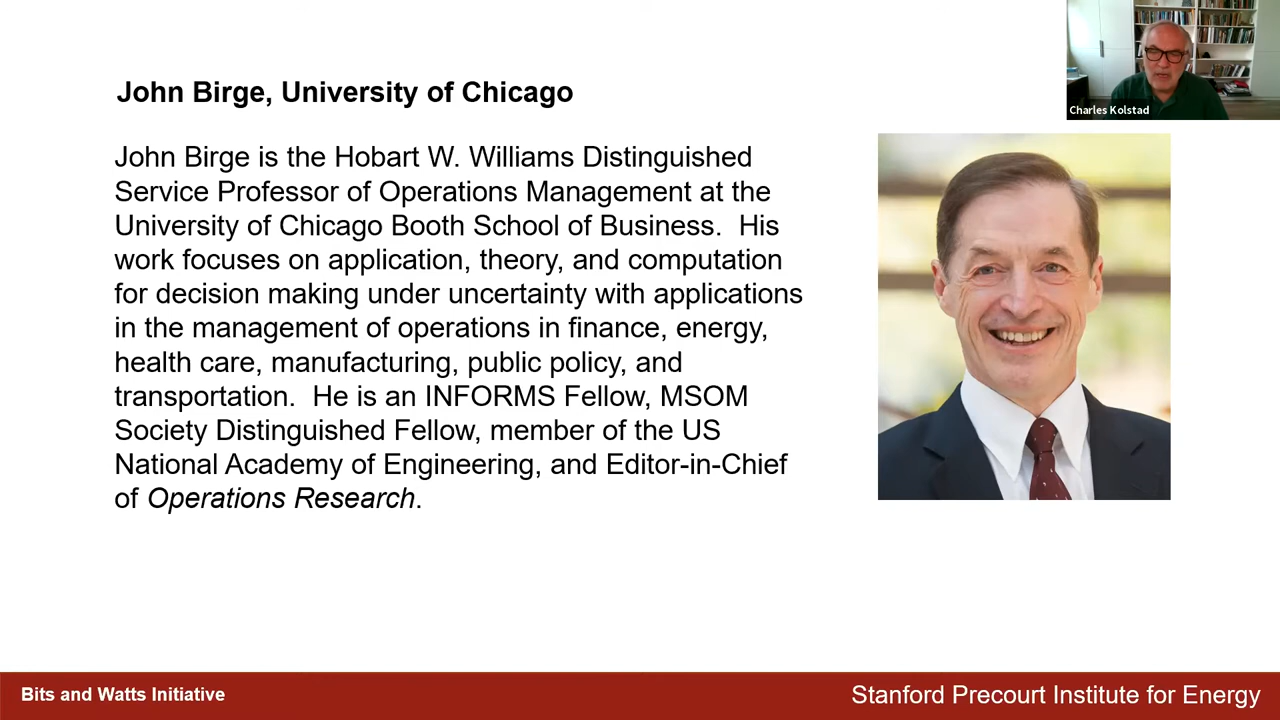 John Birge, University of Chicago
Charles Kolstad
John Birge is the Hobart W. Williams Distinguished
Service Professor of Operations Management at the
University of Chicago Booth School of Business.  His
work focuses on application, theory, and computation
for decision making under uncertainty with applications
in the management of operations in finance, energy,
health care, manufacturing, public policy, and
transportation.  He is an INFORMS Fellow, MSOM
Society Distinguished Fellow, member of the US
National Academy of Engineering, and Editor-in-Chief
of Operations Research.
Bits and Watts Initiative
Stanford Precourt Institute for Energy